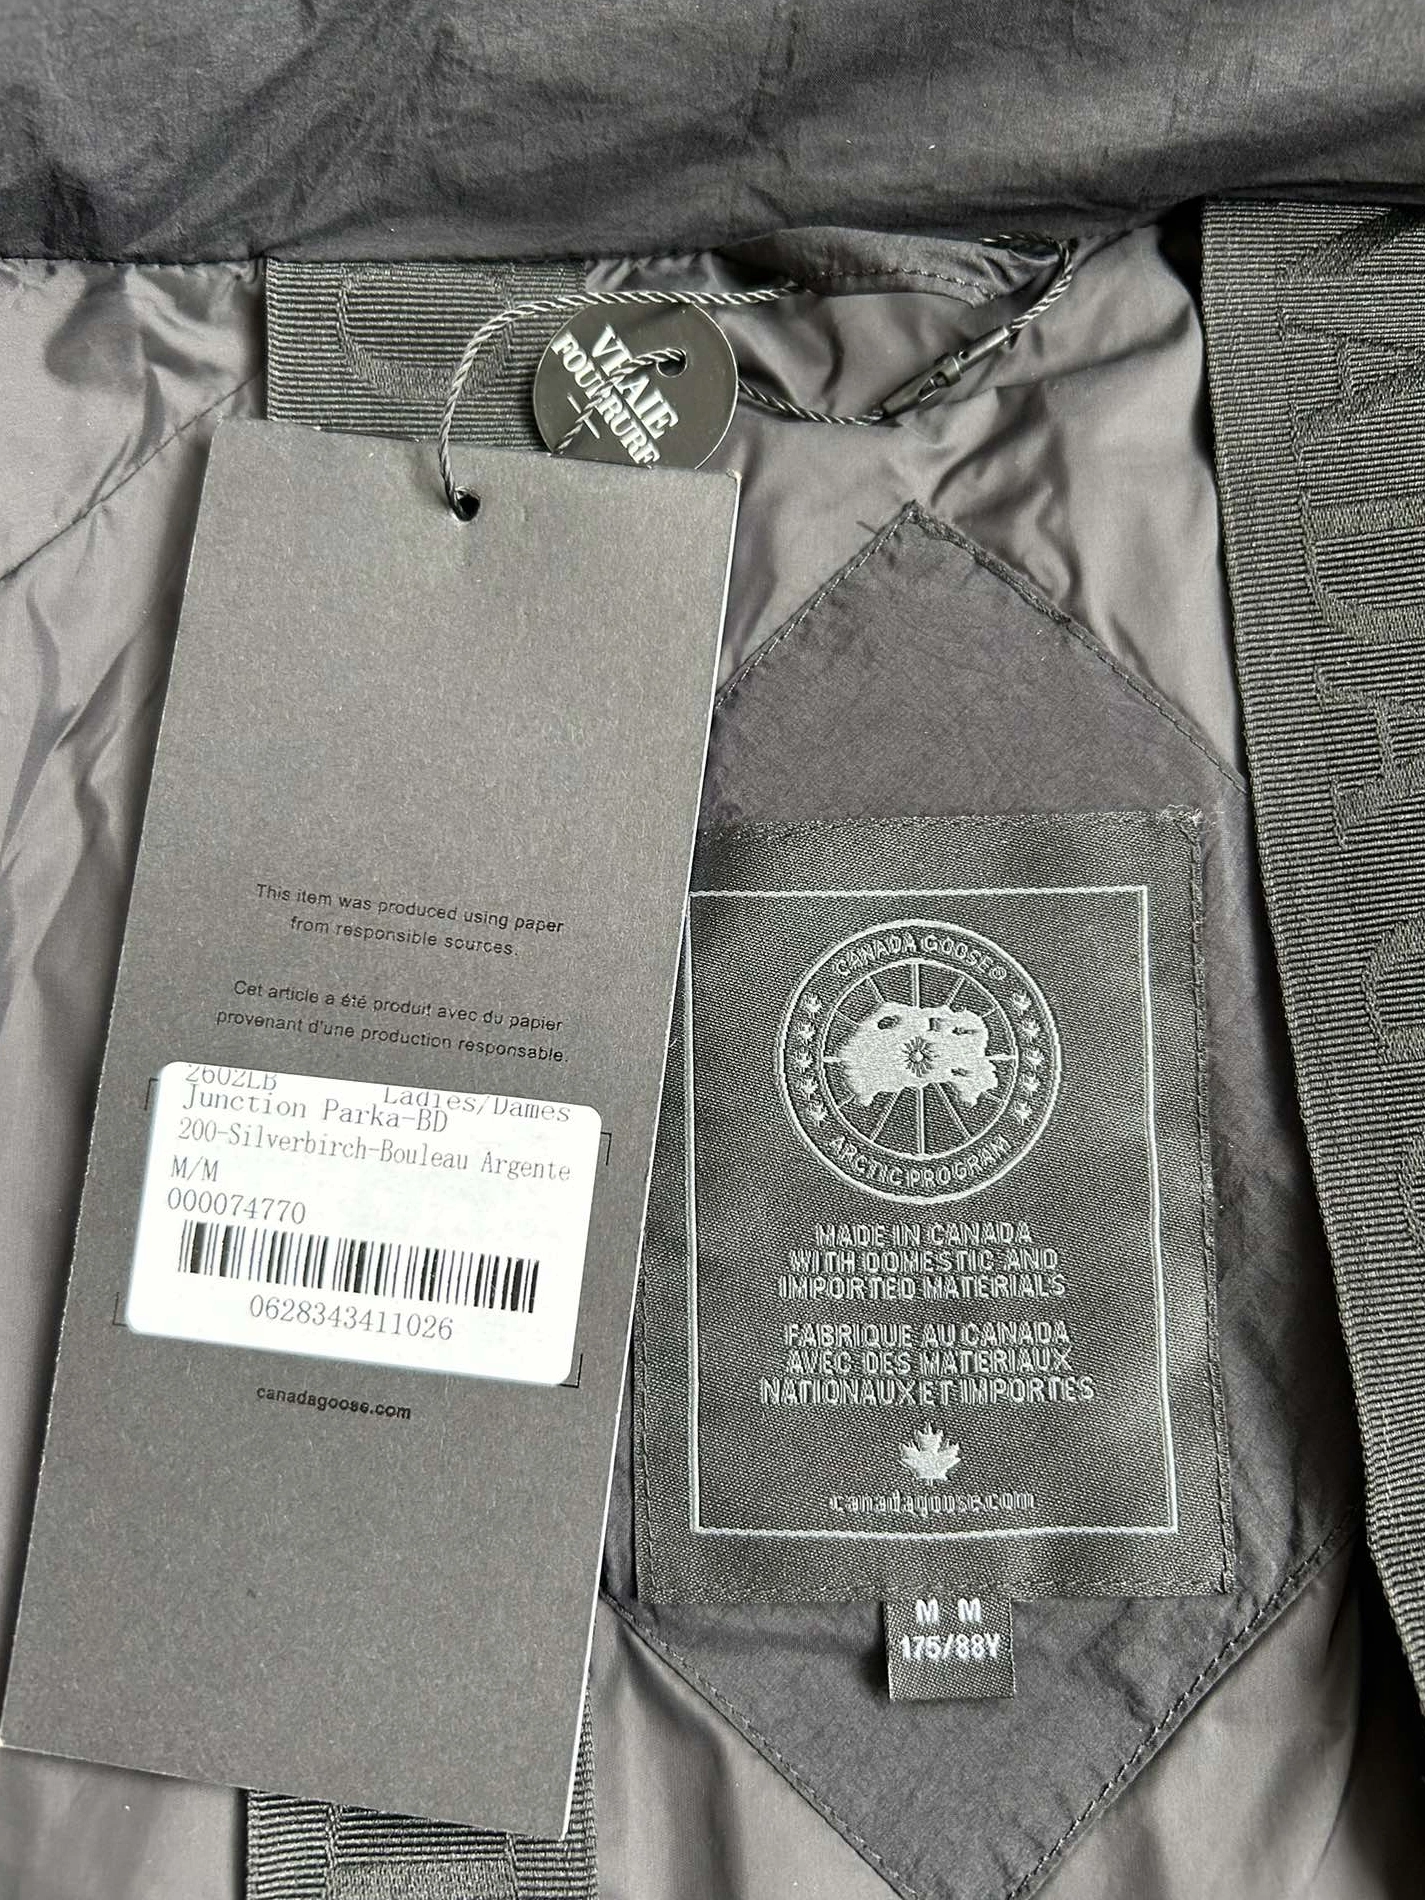 VRAIE
FOURRURE
This item was produced using paper
from responsible sources.
Cet article a été produit avec du papier
provenant d'une production responsable.
2602LB Ladies/Dames
Junction Parka-BD
200-Silverbirch-Bouleau Argente
M/M
000074770
0628343411026
canadagoose.com
CANADA GOOSE®
ARCTIC PROGRAM
MADE IN CANADA
WITH DOMESTIC AND
IMPORTED MATERIALS
FABRIQUE AU CANADA
AVEC DES MATERIAUX
NATIONAUX ET IMPORTES
canadagoose.com
M M
175/88Y